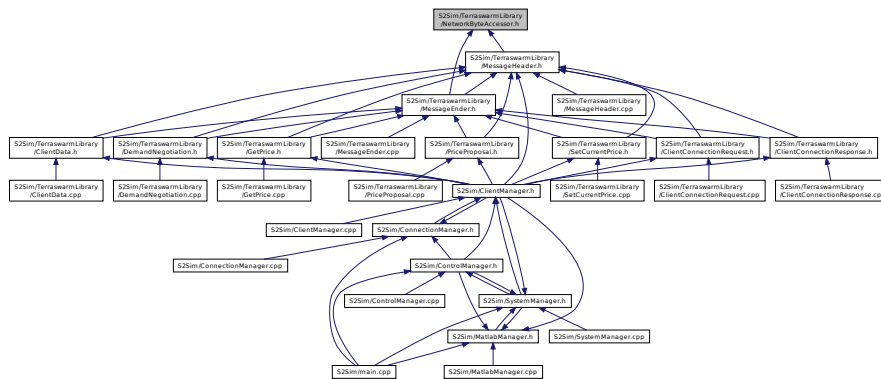 S2Sim/TerraswarmLibrary
/NetworkByteAccessor.h
S2Sim/TerraswarmLibrary
/MessageHeader.h
S2Sim/TerraswarmLibrary
/MessageEnder.h
S2Sim/TerraswarmLibrary
/MessageHeader.cpp
S2Sim/TerraswarmLibrary
/ClientData.h
S2Sim/TerraswarmLibrary
/DemandNegotiation.h
S2Sim/TerraswarmLibrary
/GetPrice.h
S2Sim/TerraswarmLibrary
/MessageEnder.cpp
S2Sim/TerraswarmLibrary
/PriceProposal.h
S2Sim/TerraswarmLibrary
/SetCurrentPrice.h
S2Sim/TerraswarmLibrary
/ClientConnectionRequest.h
S2Sim/TerraswarmLibrary
/ClientConnectionResponse.h
S2Sim/TerraswarmLibrary
/ClientData.cpp
S2Sim/TerraswarmLibrary
/DemandNegotiation.cpp
S2Sim/TerraswarmLibrary
/GetPrice.cpp
S2Sim/TerraswarmLibrary
/PriceProposal.cpp
S2Sim/ClientManager.h
S2Sim/TerraswarmLibrary
/SetCurrentPrice.cpp
S2Sim/TerraswarmLibrary
/ClientConnectionRequest.cpp
S2Sim/TerraswarmLibrary
/ClientConnectionResponse.cpp
S2Sim/ClientManager.cpp
S2Sim/ConnectionManager.h
S2Sim/ConnectionManager.cpp
S2Sim/ControlManager.h
S2Sim/ControlManager.cpp
S2Sim/SystemManager.h
S2Sim/MatlabManager.h
S2Sim/SystemManager.cpp
S2Sim/main.cpp
S2Sim/MatlabManager.cpp